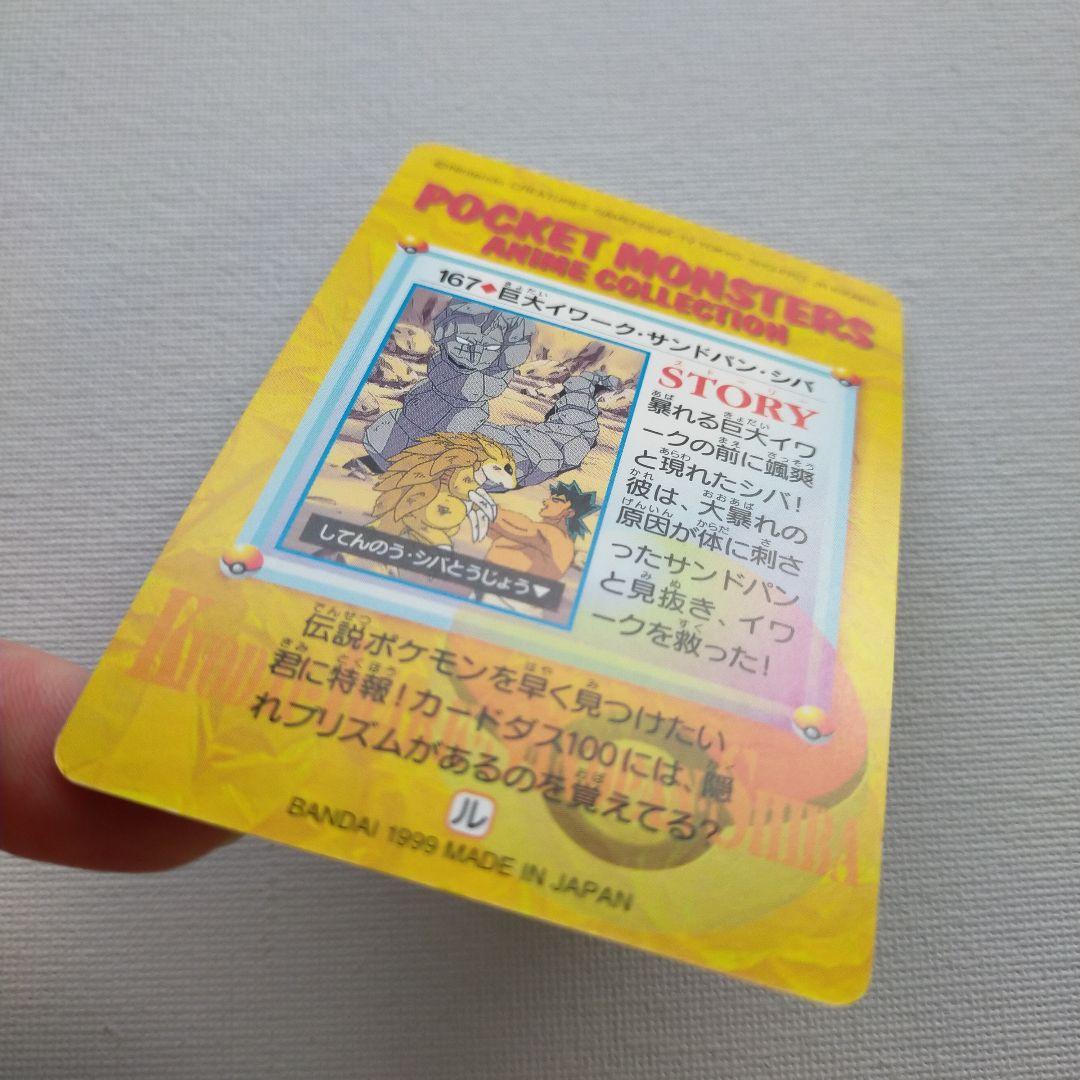 ©Nintendo・CREATURES・GAMEFREAK・TV TOKYO・
POCKET MONSTERS
ANIME COLLECTION
167◆巨大イワーク・サンドパン・シバ
STORY
暴れる巨大イワ
ークの前に颯爽
と現れたシバ!
彼は、大暴れの
原因が体に刺さ
ったサンドパン
と見抜き、イワ
ークを救った!
してんのう・シバとうじょう▼
伝説ポケモンを早く見つけたい
君に特報!カードダス100には、隠
れプリズムがあるのを覚えてる?
ル
BANDAI 1999 MADE IN JAPAN